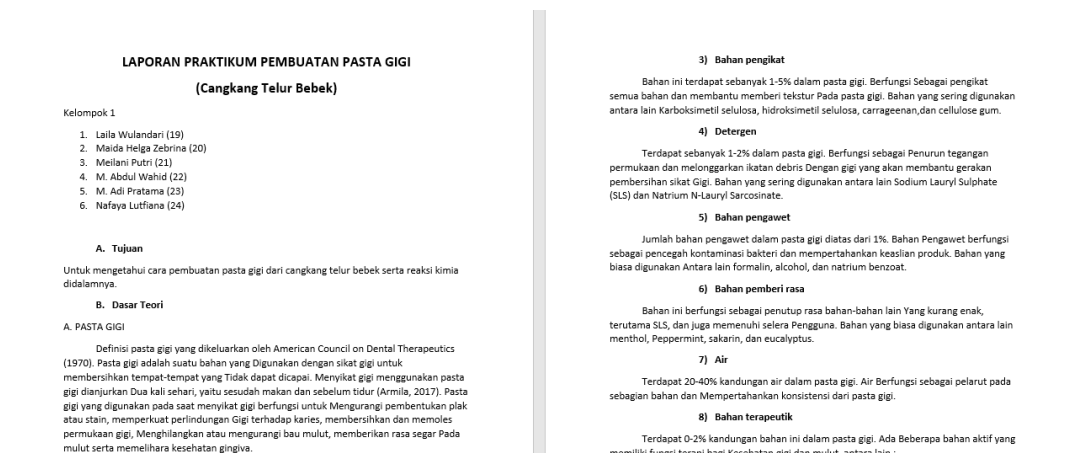 LAPORAN PRAKTIKUM PEMBUATAN PASTA GIGI
(Cangkang Telur Bebek)
Kelompok 1
1. Laila Wulandari (19)
2. Maida Helga Zebrina (20)
3. Meilani Putri (21)
4. M. Abdul Wahid (22)
5. M. Adi Pratama (23)
6. Nafaya Lutfiana (24)
A. Tujuan
Untuk mengetahui cara pembuatan pasta gigi dari cangkang telur bebek serta reaksi kimia
didalamnya.
B. Dasar Teori
A. PASTA GIGI
Definisi pasta gigi yang dikeluarkan oleh American Council on Dental Therapeutics
(1970). Pasta gigi adalah suatu bahan yang Digunakan dengan sikat gigi untuk
membersihkan tempat-tempat yang Tidak dapat dicapai. Menyikat gigi menggunakan pasta
gigi dianjurkan Dua kali sehari, yaitu sesudah makan dan sebelum tidur (Armila, 2017). Pasta
gigi yang digunakan pada saat menyikat gigi berfungsi untuk Mengurangi pembentukan plak
atau stain, memperkuat perlindungan Gigi terhadap karies, membersihkan dan memoles
permukaan gigi, Menghilangkan atau mengurangi bau mulut, memberikan rasa segar Pada
mulut serta memelihara kesehatan gingiva.
3) Bahan pengikat
Bahan ini terdapat sebanyak 1-5% dalam pasta gigi. Berfungsi Sebagai pengikat
semua bahan dan membantu memberi tekstur Pada pasta gigi. Bahan yang sering digunakan
antara lain Karboksimetil selulosa, hidroksimetil selulosa, carrageenan,dan cellulose gum.
4) Detergen
Terdapat sebanyak 1-2% dalam pasta gigi. Berfungsi sebagai Penurun tegangan
permukaan dan melonggarkan ikatan debris Dengan gigi yang akan membantu gerakan
pembersihan sikat Gigi. Bahan yang sering digunakan antara lain Sodium Lauryl Sulphate
(SLS) dan Natrium N-Lauryl Sarcosinate.
5) Bahan pengawet
Jumlah bahan pengawet dalam pasta gigi diatas dari 1%. Bahan Pengawet berfungsi
sebagai pencegah kontaminasi bakteri dan mempertahankan keaslian produk. Bahan yang
biasa digunakan Antara lain formalin, alcohol, dan natrium benzoat.
6) Bahan pemberi rasa
Bahan ini berfungsi sebagai penutup rasa bahan-bahan lain Yang kurang enak,
terutama SLS, dan juga memenuhi selera Pengguna. Bahan yang biasa digunakan antara lain
menthol, Peppermint, sakarin, dan eucalyptus.
7) Air
Terdapat 20-40% kandungan air dalam pasta gigi. Air Berfungsi sebagai pelarut pada
sebagian bahan dan Mempertahankan konsistensi dari pasta gigi.
8) Bahan terapeutik
Terdapat 0-2% kandungan bahan ini dalam pasta gigi. Ada Beberapa bahan aktif yang
memiliki fungsi terapi bagi Kesehatan gigi dan mulut, antara lain :